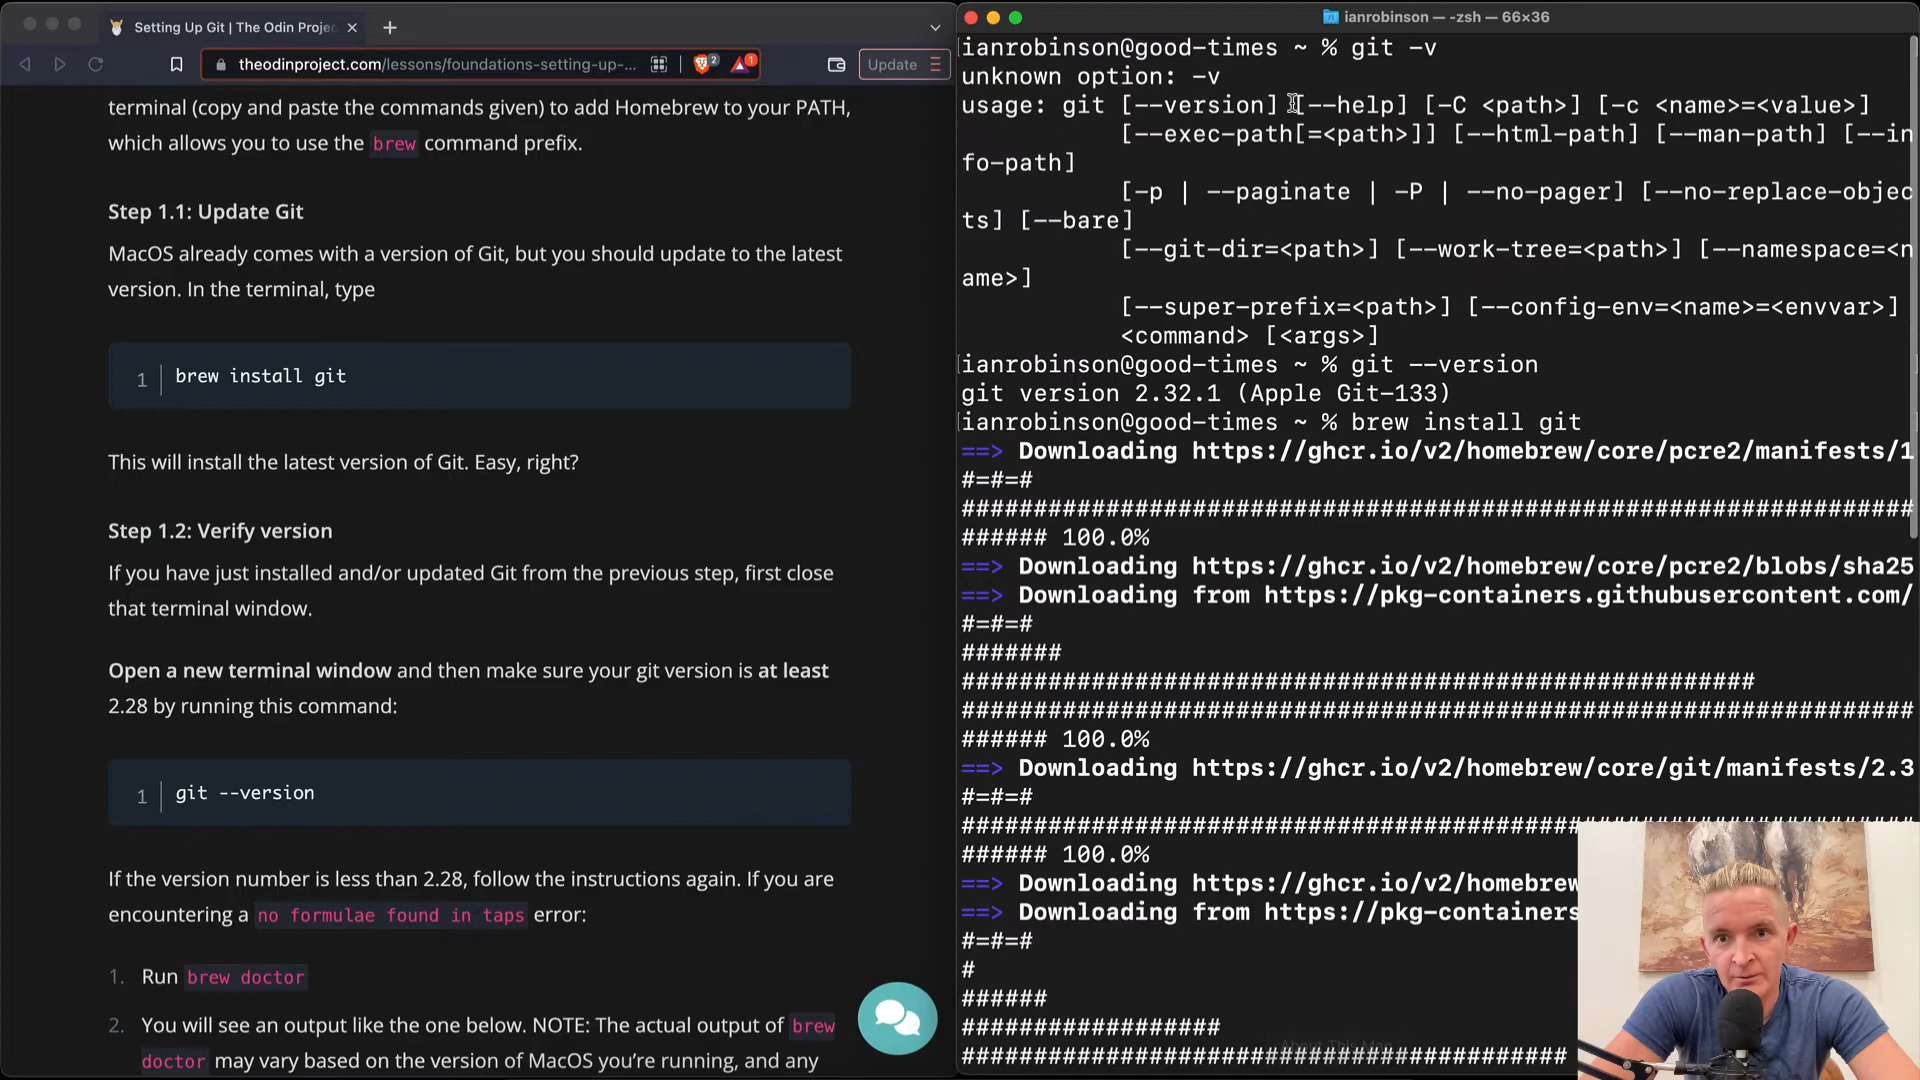 Setting Up Git | The Odin Proje
theodinproject.com/lessons/foundations-setting-up-...
2
1
Update
terminal (copy and paste the commands given) to add Homebrew to your PATH,
which allows you to use the brew command prefix.
Step 1.1: Update Git
MacOS already comes with a version of Git, but you should update to the latest
version. In the terminal, type
1 brew install git
This will install the latest version of Git. Easy, right?
Step 1.2: Verify version
If you have just installed and/or updated Git from the previous step, first close
that terminal window.
Open a new terminal window and then make sure your git version is at least
2.28 by running this command:
1 git --version
If the version number is less than 2.28, follow the instructions again. If you are
encountering a no formulae found in taps error:
1. Run brew doctor
2. You will see an output like the one below. NOTE: The actual output of brew
doctor may vary based on the version of MacOS you’re running, and any
ianrobinson — -zsh — 66×36
[ianrobinson@good-times ~ % git -v
unknown option: -v
usage: git [--version] [--help] [-C <path>] [-c <name>=<value>]
[--exec-path[=<path>]] [--html-path] [--man-path] [--in
fo-path]
[-p | --paginate | -P | --no-pager] [--no-replace-objec
ts] [--bare]
[--git-dir=<path>] [--work-tree=<path>] [--namespace=<n
ame>]
[--super-prefix=<path>] [--config-env=<name>=<envvar>]
<command> [<args>]
[ianrobinson@good-times ~ % git --version
git version 2.32.1 (Apple Git-133)
[ianrobinson@good-times ~ % brew install git
==> Downloading https://ghcr.io/v2/homebrew/core/pcre2/manifests/1
#=#=#
##################################################################
###### 100.0%
==> Downloading https://ghcr.io/v2/homebrew/core/pcre2/blobs/sha25
==> Downloading from https://pkg-containers.githubusercontent.com/
#=#=#
#######
#######################################################
##################################################################
###### 100.0%
==> Downloading https://ghcr.io/v2/homebrew/core/git/manifests/2.3
#=#=#
##################################################################
###### 100.0%
==> Downloading https://ghcr.io/v2/homebrew
==> Downloading from https://pkg-containers
#=#=#
#
######
##################
About This Mac
##########################################